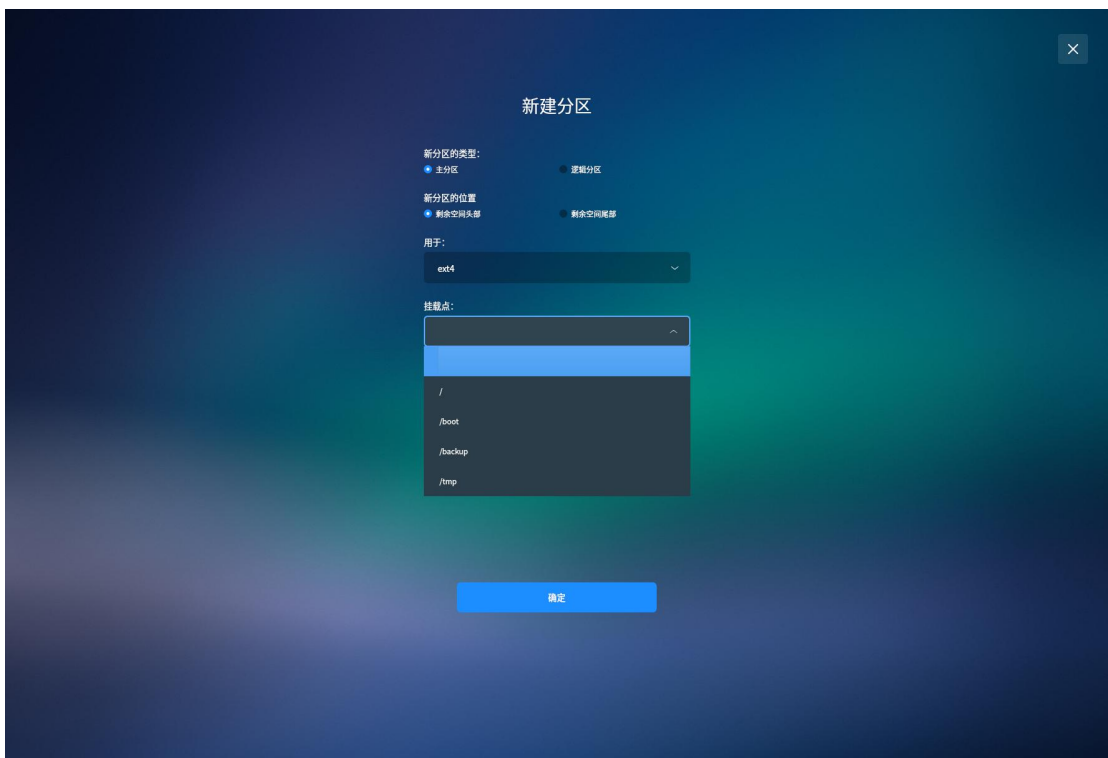 新建分区
新分区的类型：
主分区 逻辑分区
新分区的位置
剩余空间头部 剩余空间尾部
用于：
ext4
挂载点：
/
/boot
/backup
/tmp
确定